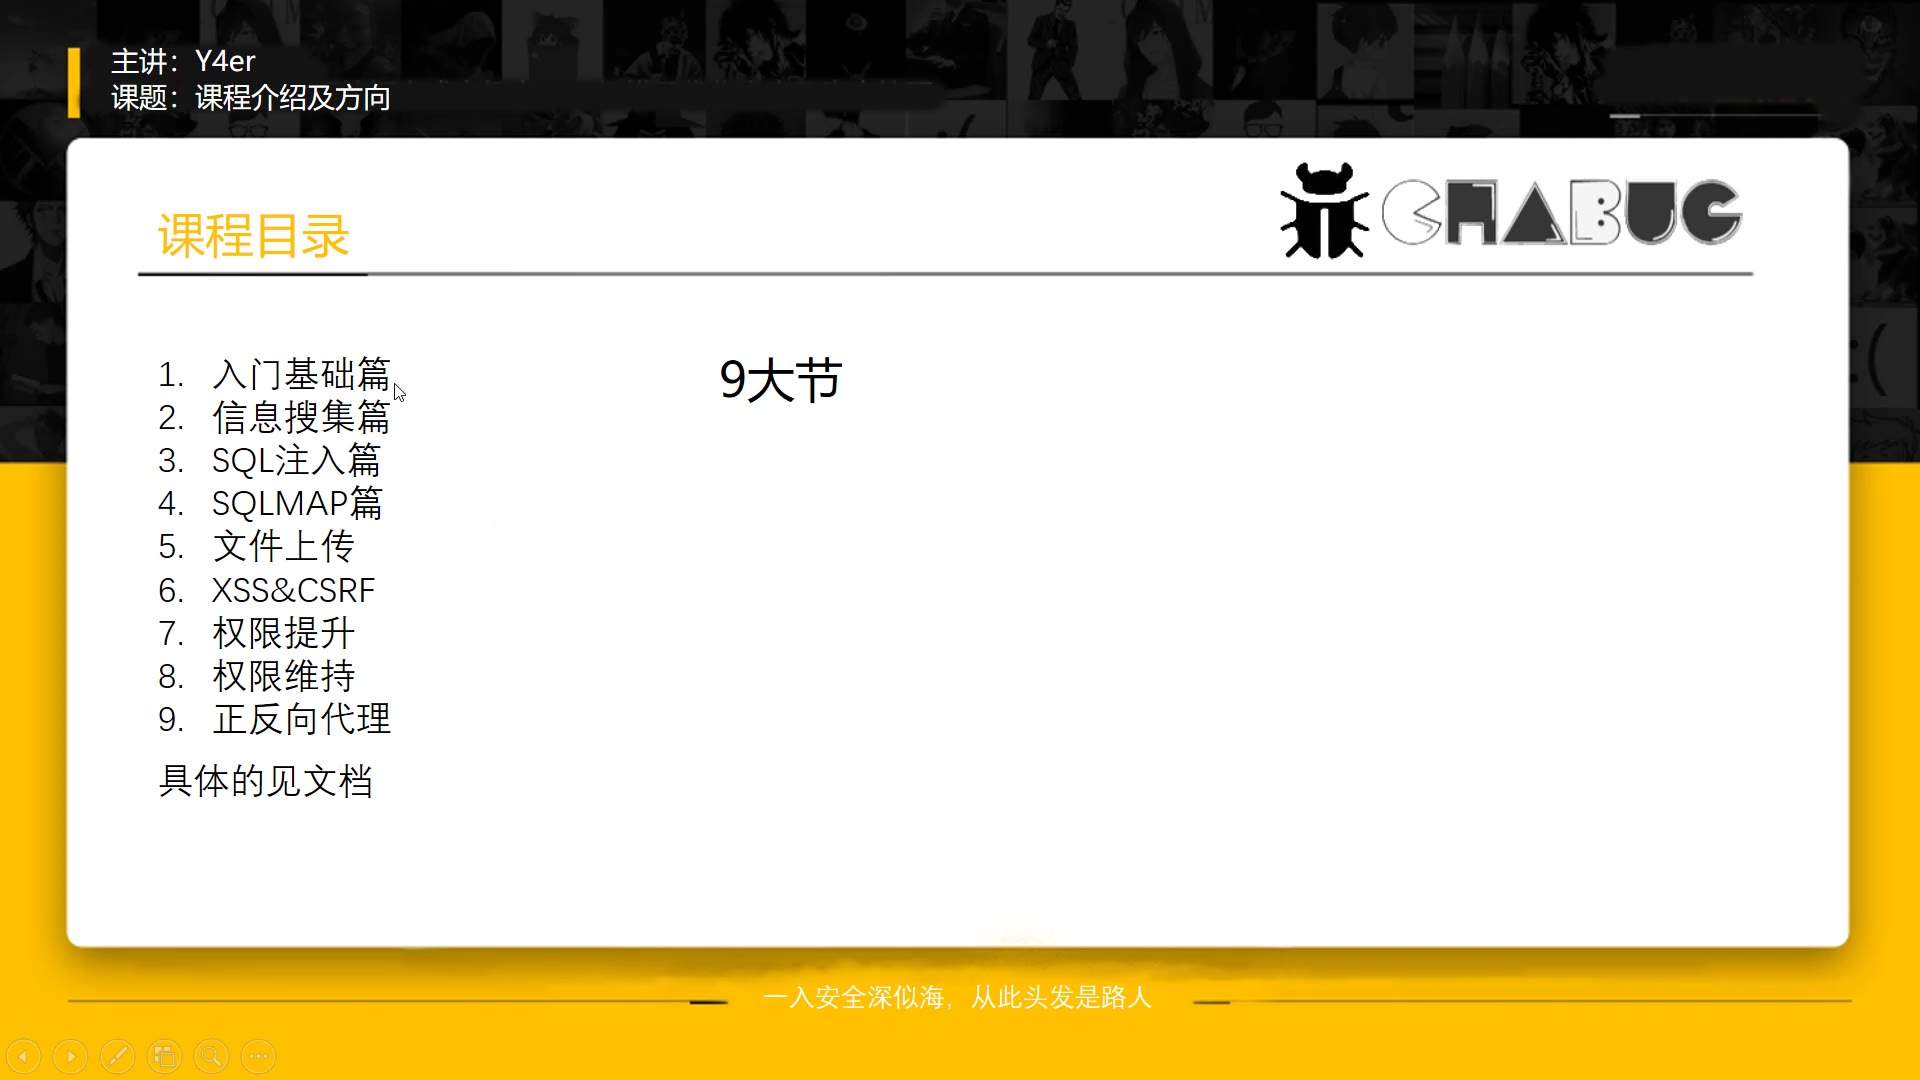 主讲：Y4er
课题：课程介绍及方向
CHABUG
课程目录
1. 入门基础篇
2. 信息搜集篇
3. SQL注入篇
4. SQLMAP篇
5. 文件上传
6. XSS&CSRF
7. 权限提升
8. 权限维持
9. 正反向代理
具体的见文档
9大节
一入安全深似海，从此头发是路人